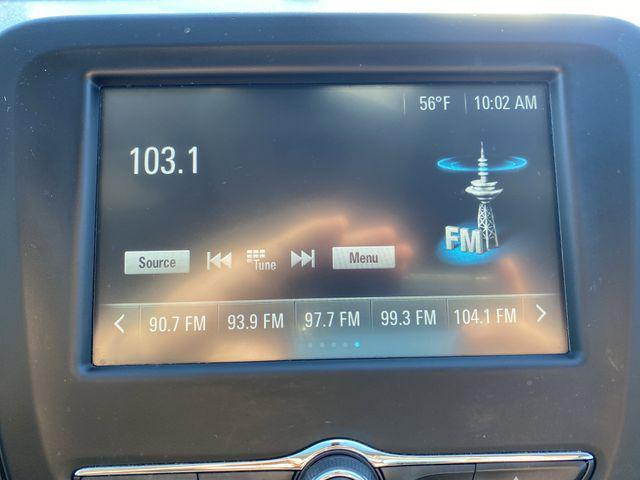 56°F 10:02 AM
103.1
FM
Source Tune Menu
90.7 FM 93.9 FM 97.7 FM 99.3 FM 104.1 FM